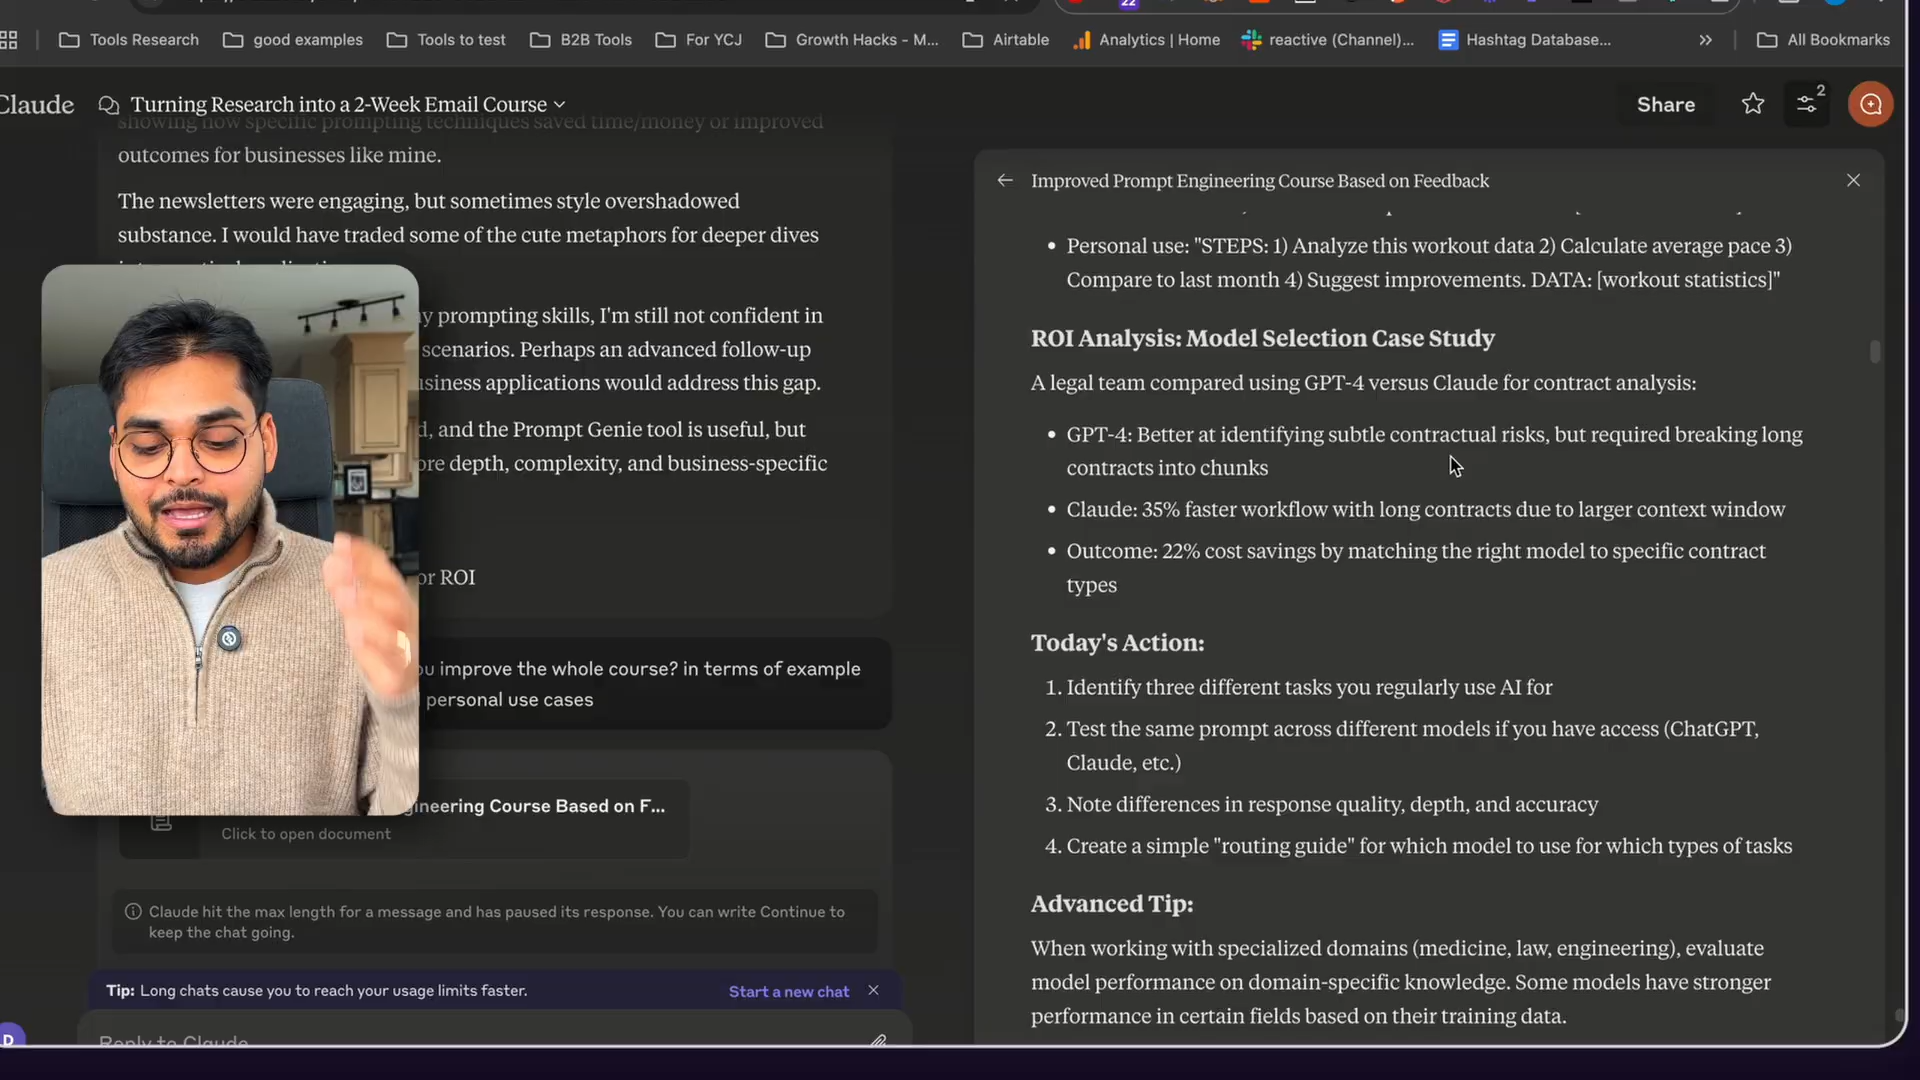 22
Tools Research
good examples
Tools to test
B2B Tools
For YCJ
Growth Hacks - M...
Airtable
Analytics | Home
reactive (Channel)...
Hashtag Database...
»
All Bookmarks
Claude
Turning Research into a 2-Week Email Course
Share
2
showing how specific prompting techniques saved time/money or improved
outcomes for businesses like mine.
The newsletters were engaging, but sometimes style overshadowed
substance. I would have traded some of the cute metaphors for deeper dives
prompting skills, I'm still not confident in
scenarios. Perhaps an advanced follow-up
applications would address this gap.
and the Prompt Genie tool is useful, but
depth, complexity, and business-specific
ROI
improve the whole course? in terms of example
personal use cases
Course Based on F...
Click to open document
Claude hit the max length for a message and has paused its response. You can write Continue to
keep the chat going.
Tip: Long chats cause you to reach your usage limits faster.
Start a new chat
D
Reply to Claude
Improved Prompt Engineering Course Based on Feedback
• Personal use: "STEPS: 1) Analyze this workout data 2) Calculate average pace 3)
Compare to last month 4) Suggest improvements. DATA: [workout statistics]"
ROI Analysis: Model Selection Case Study
A legal team compared using GPT-4 versus Claude for contract analysis:
• GPT-4: Better at identifying subtle contractual risks, but required breaking long
contracts into chunks
• Claude: 35% faster workflow with long contracts due to larger context window
• Outcome: 22% cost savings by matching the right model to specific contract
types
Today's Action:
1. Identify three different tasks you regularly use AI for
2. Test the same prompt across different models if you have access (ChatGPT,
Claude, etc.)
3. Note differences in response quality, depth, and accuracy
4. Create a simple "routing guide" for which model to use for which types of tasks
Advanced Tip:
When working with specialized domains (medicine, law, engineering), evaluate
model performance on domain-specific knowledge. Some models have stronger
performance in certain fields based on their training data.